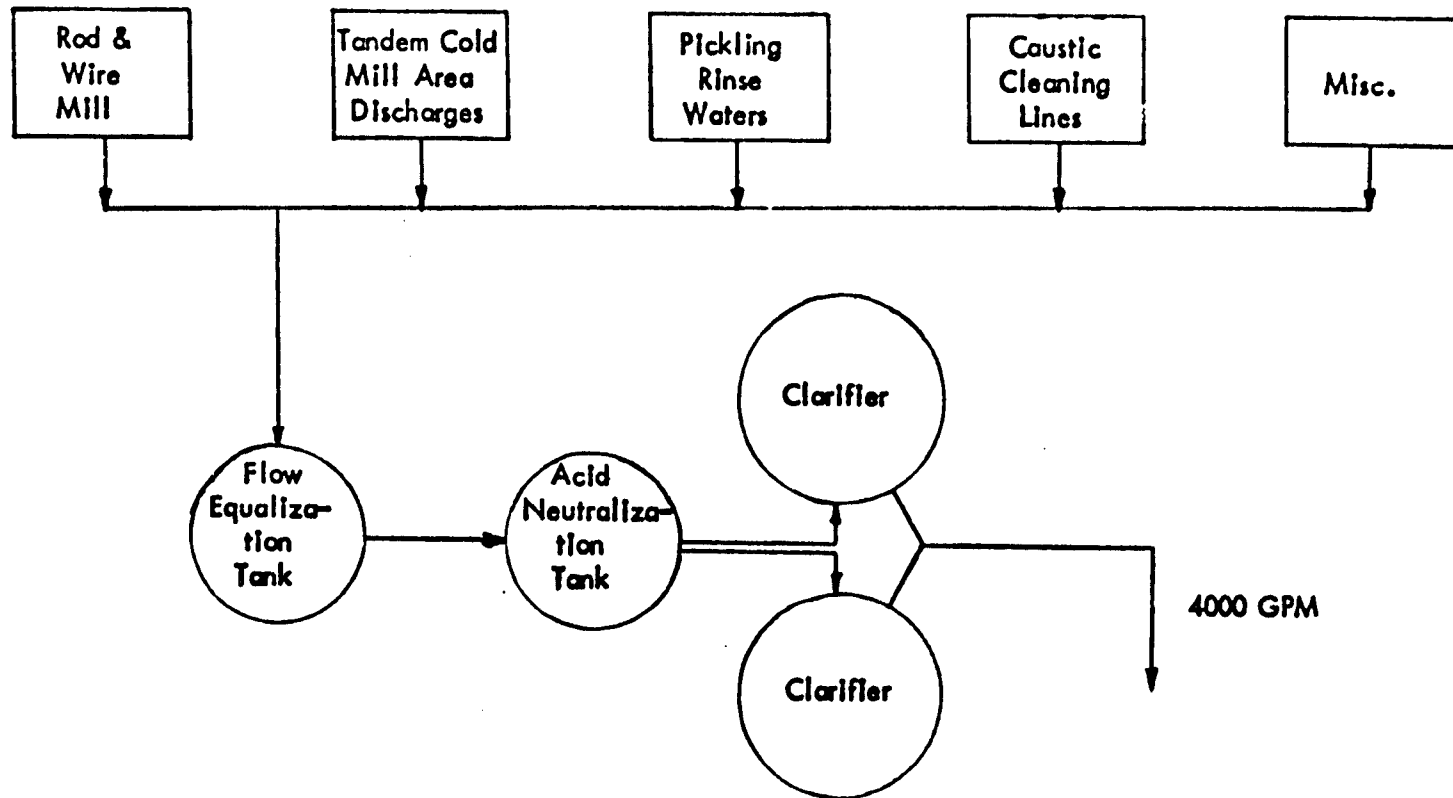 Rod &
Wire
Mill
Tandem Cold
Mill Area
Discharges
Pickling
Rinse
Waters
Caustic
Cleaning
Lines
Misc.
Clarifier
Flow
Equaliza-
tion
Tank
Acid
Neutraliza-
tion
Tank
4000 GPM
Clarifier